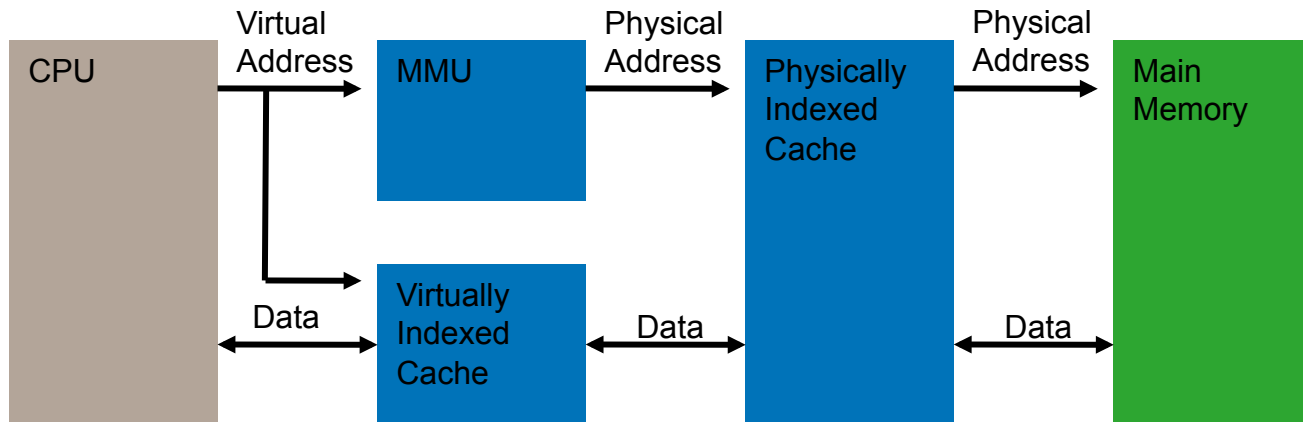 CPU
Virtual
Address
MMU
Physical
Address
Physically
Indexed
Cache
Physical
Address
Main
Memory
Data
Virtually
Indexed
Cache
Data
Data